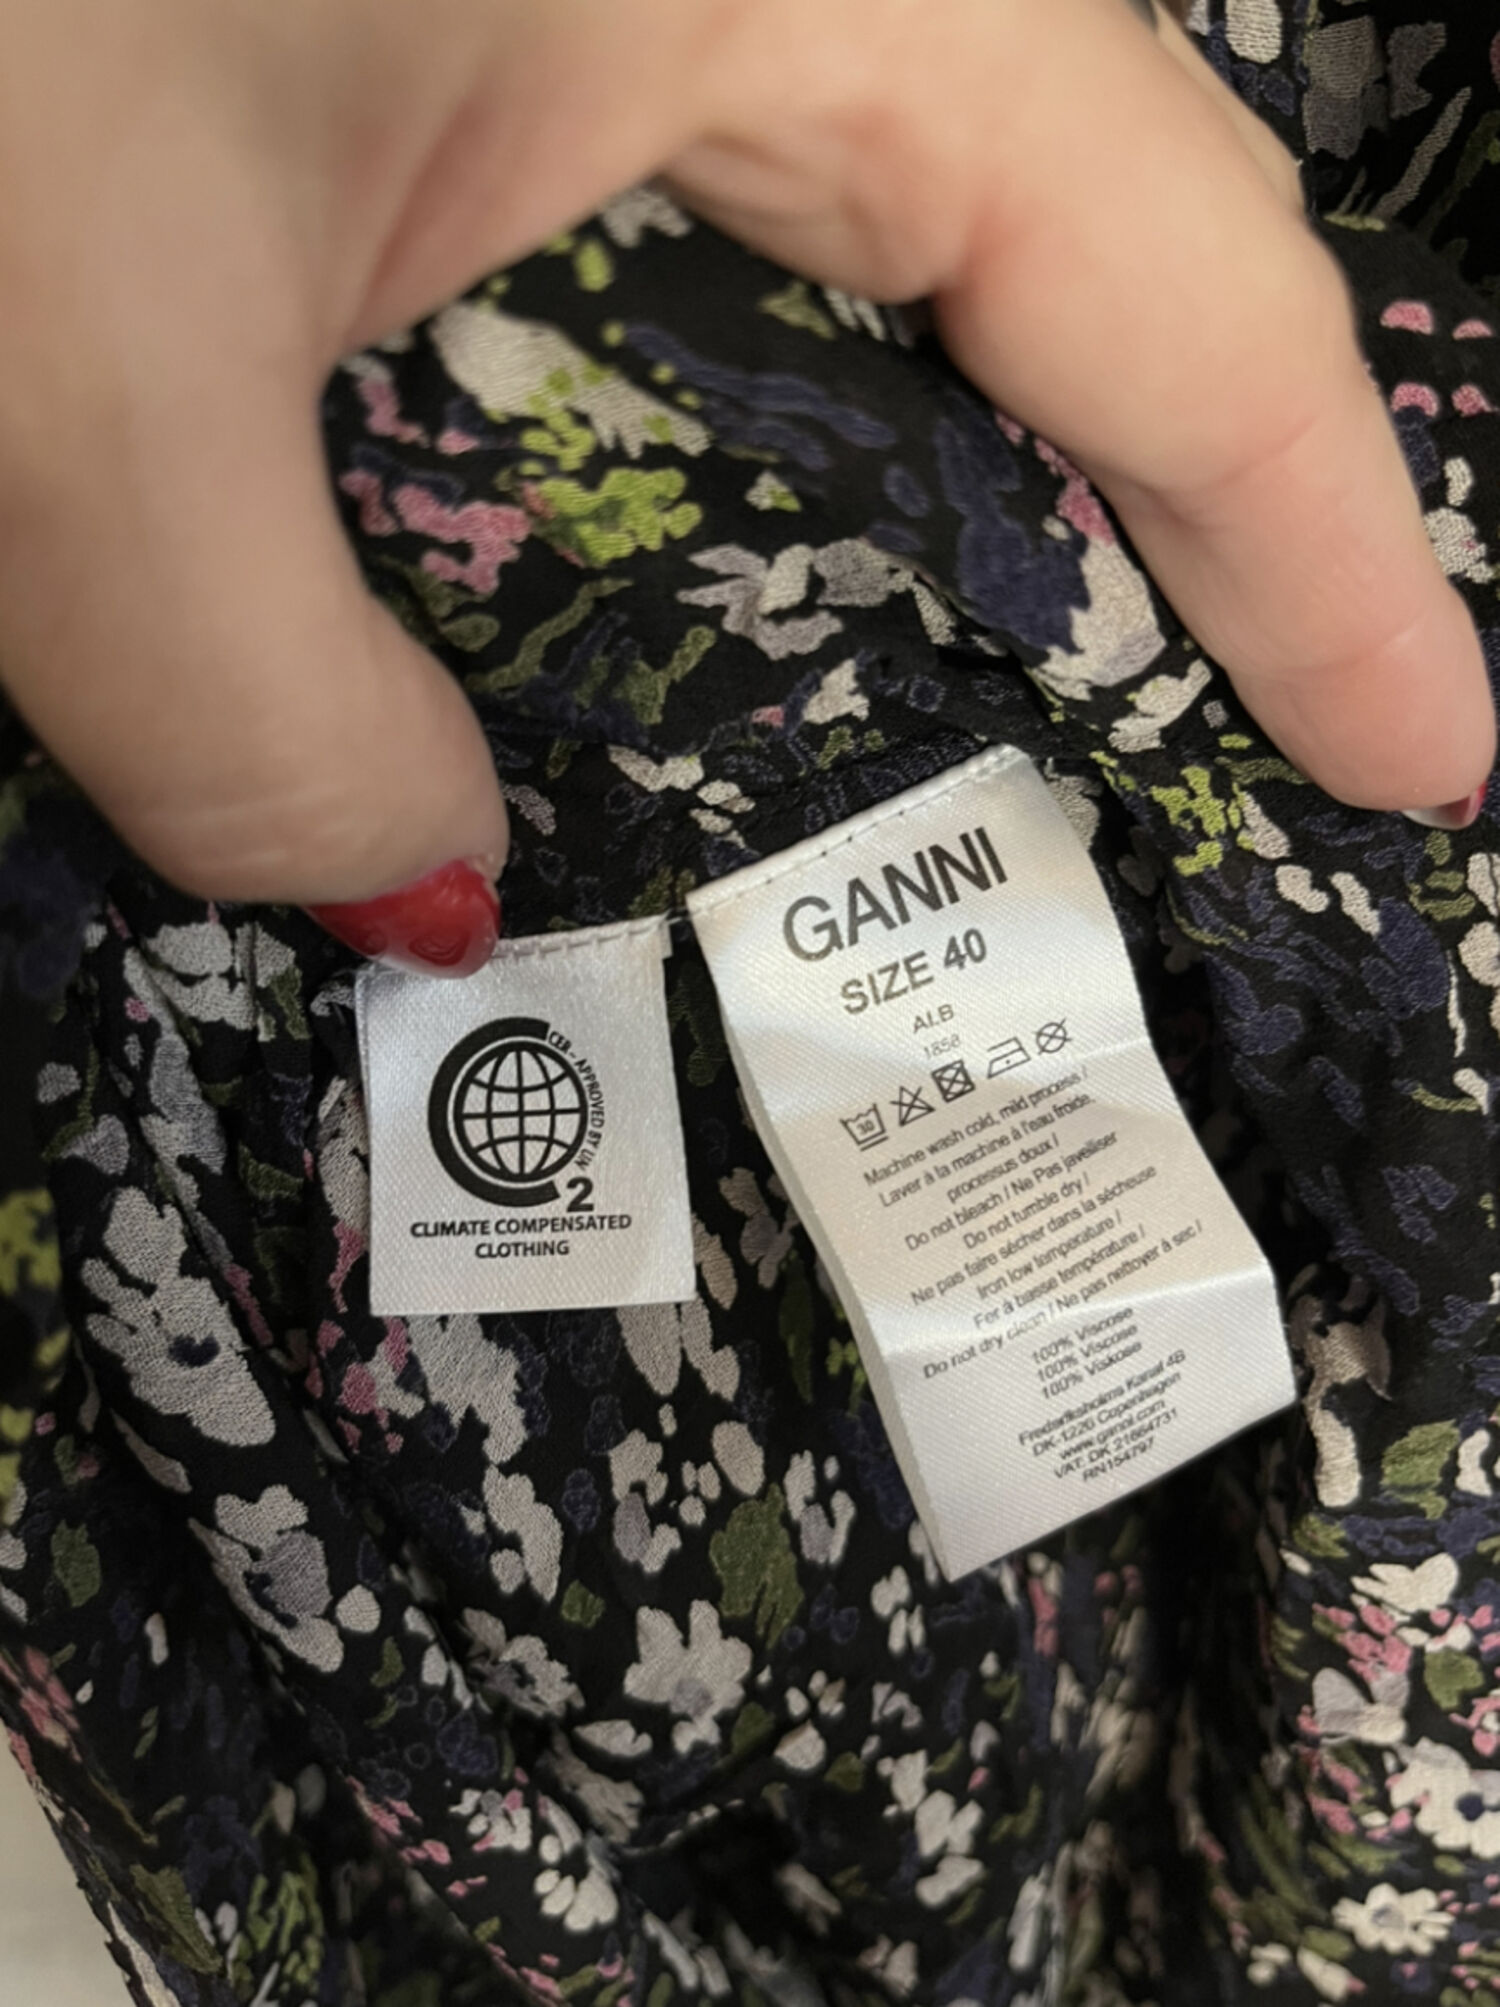 CER - APPROVED BY UN
2
CLIMATE COMPENSATED
CLOTHING
GANNI
SIZE 40
ALB
1858
30
Machine wash cold, mild process /
Laver à la machine à l'eau froide.
processus doux /
Do not bleach / Ne Pas javelliser
Do not tumble dry /
Ne pas faire sécher dans la sécheuse
Iron low temperature /
Fer à basse température /
Do not dry clean / Ne pas nettoyer à sec /
100% Viscose
100% Viscose
100% Viskose
Frederiksholms Kanal 4B
DK-1220 Copenhagen
www.ganni.com
VAT: DK 21664731
RN154797